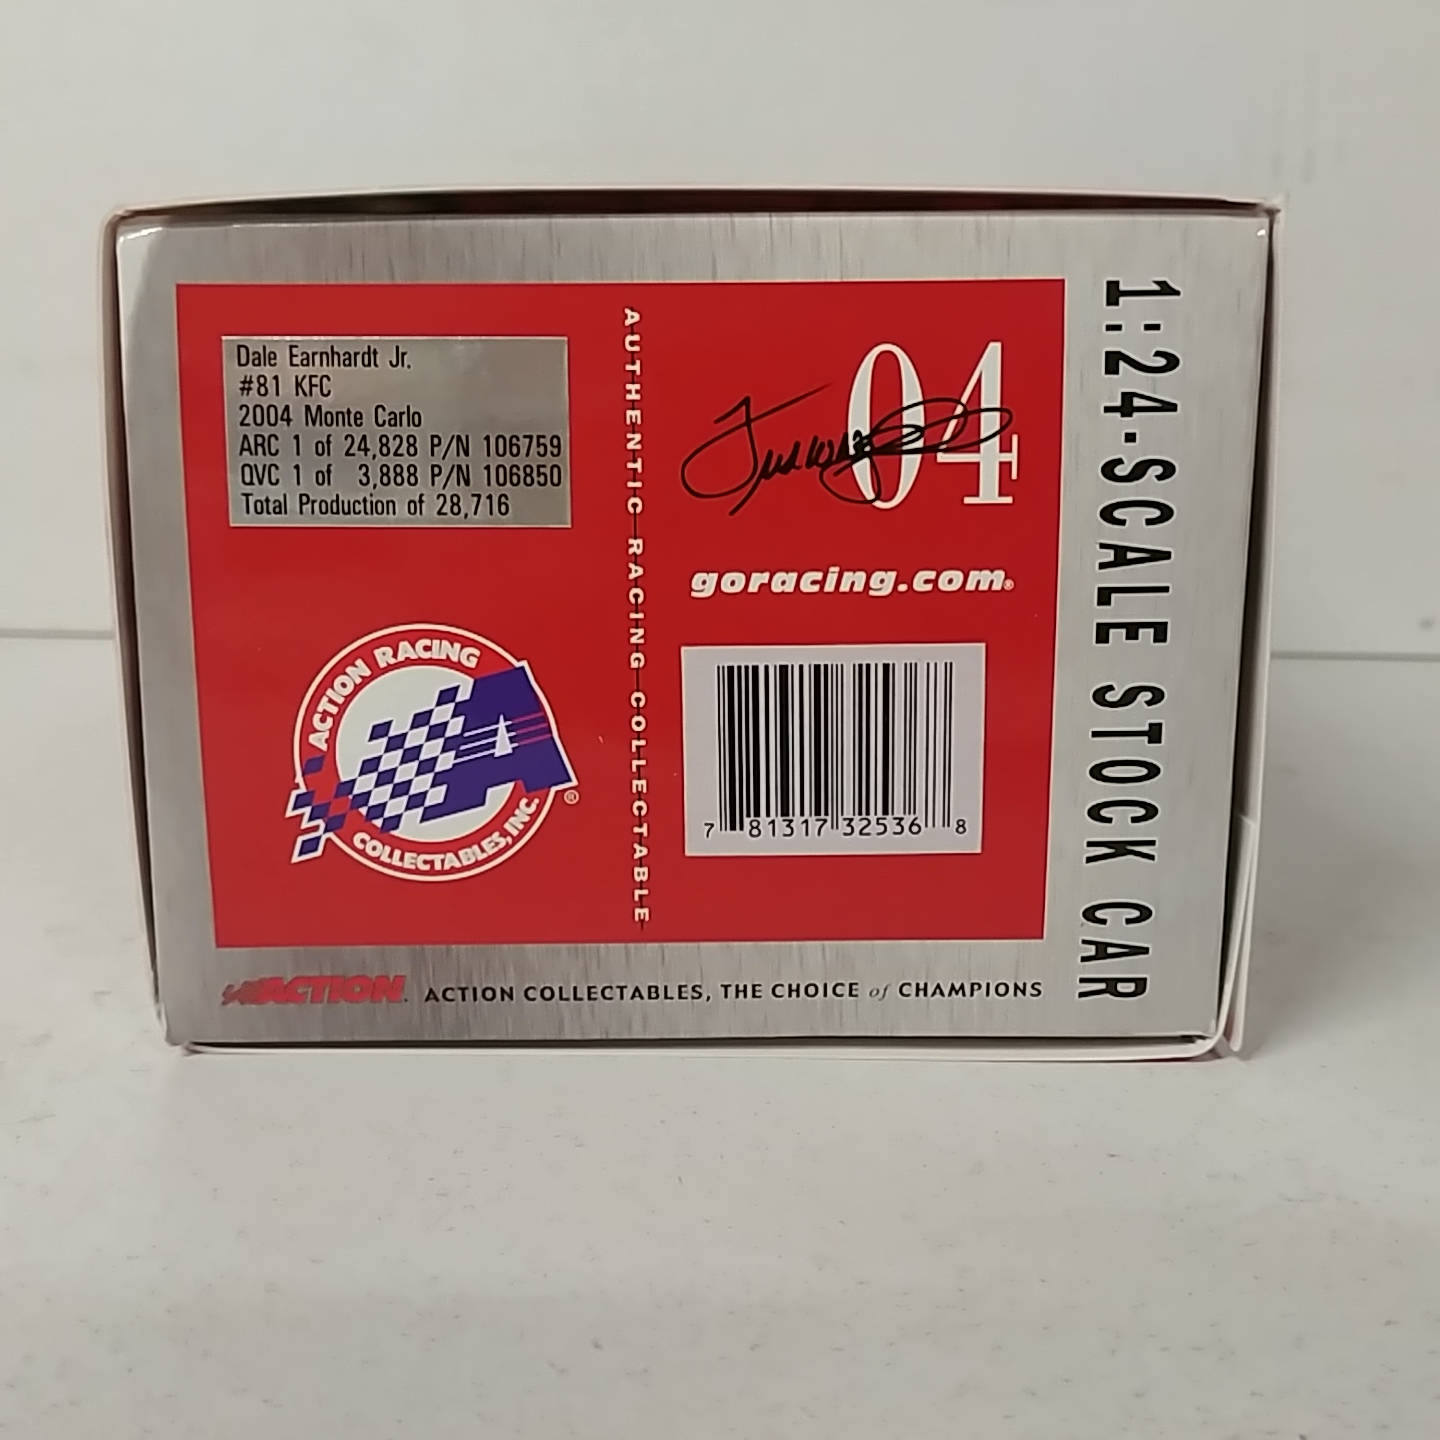 Dale Earnhardt Jr.
#81 KFC
2004 Monte Carlo
ARC 1 of 24,828 P/N 106759
QVC 1 of 3,888 P/N 106850
Total Production of 28,716
ACTION RACING
COLLECTABLES, INC.
®
AUTHENTIC RACING COLLECTABLE
04
goracing.com®
7 81317 32536 8
1:24-SCALE STOCK CAR
ACTION
ACTION COLLECTABLES, THE CHOICE of CHAMPIONS